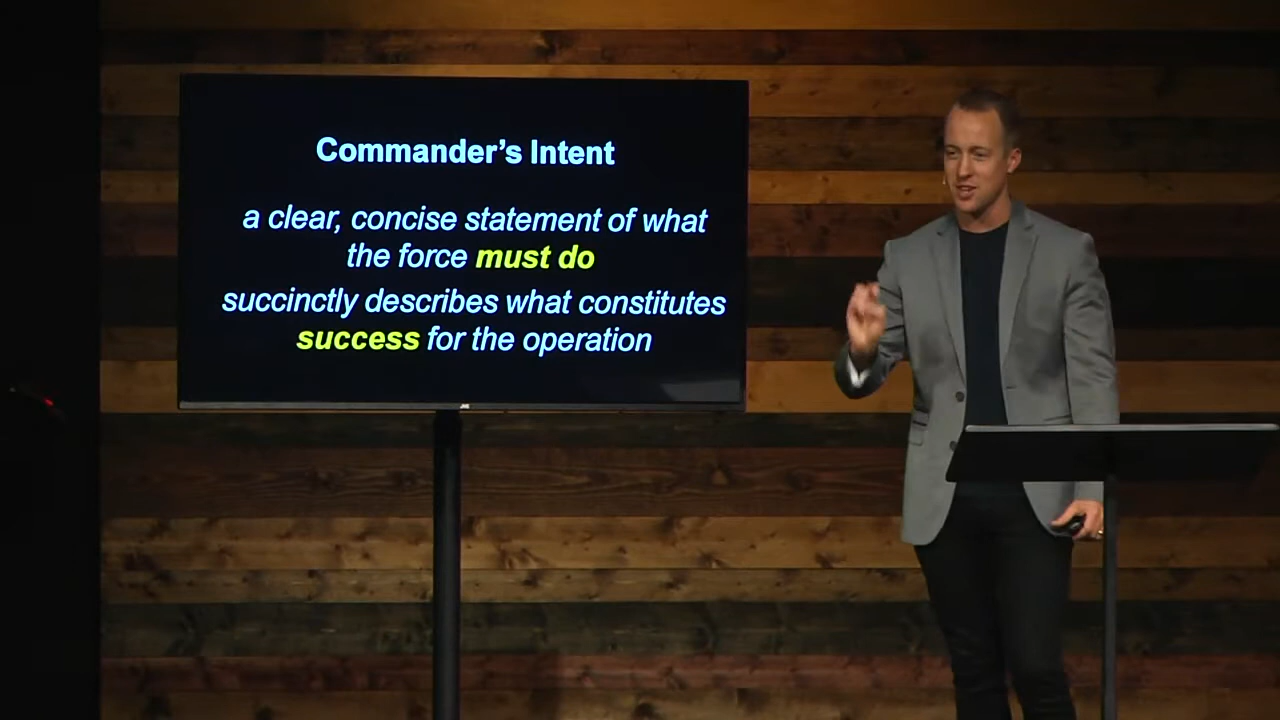 Commander's Intent
a clear, concise statement of what
the force must do
succinctly describes what constitutes
success for the operation